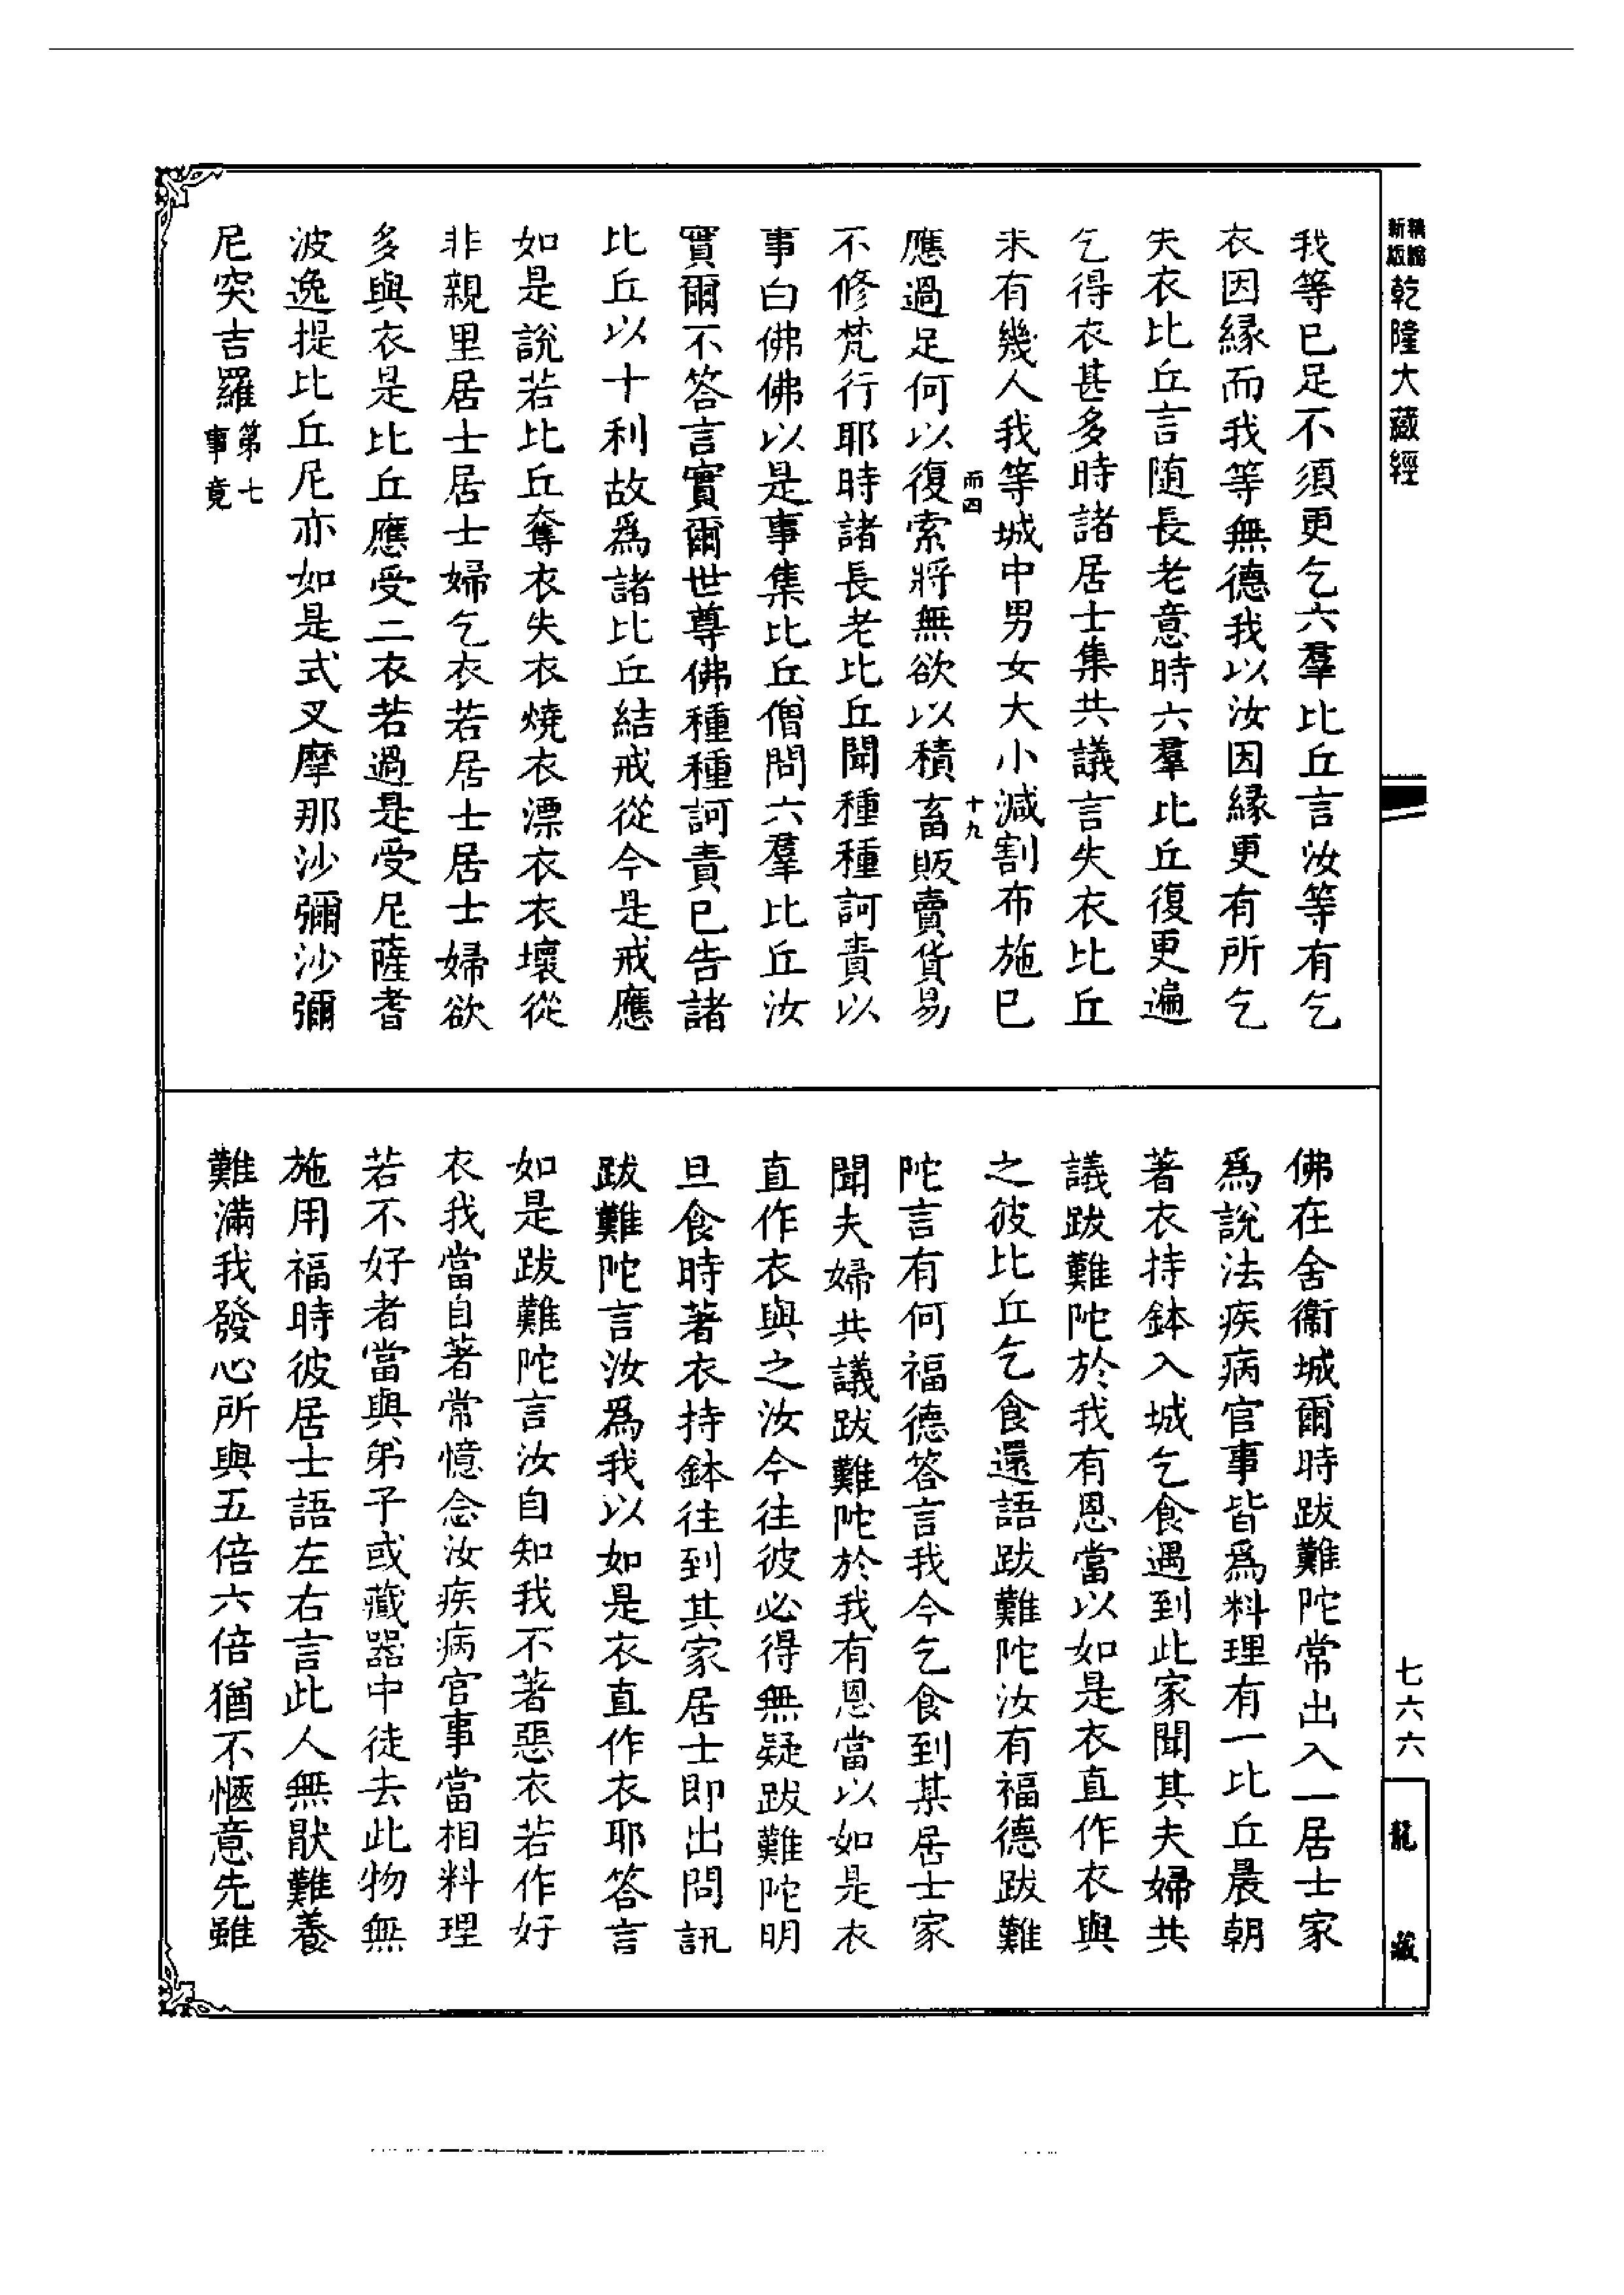 精編
新版
乾隆大藏經
我等已足不須更乞六羣比丘言汝等有乞
衣因緣而我等無德我以汝因緣更有所乞
失衣比丘言隨長老意時六羣比丘復更遍
乞得衣甚多時諸居士集共議言失衣比丘
未有幾人我等城中男女大小減割布施已
而四
十九
應過足何以復索將無欲以積畜販賣貨易
不修梵行耶時諸長老比丘聞種種訶責以
事白佛佛以是事集比丘僧問六羣比丘汝
實爾不答言實爾世尊佛種種訶責已告諸
比丘以十利故爲諸比丘結戒從今是戒應
如是說若比丘奪衣失衣燒衣漂衣衣壞從
非親里居士居士婦乞衣若居士居士婦欲
多與衣是比丘應受二衣若過是受尼薩耆
波逸提比丘尼亦如是式叉摩那沙彌沙彌
尼突吉羅第七
事竟
佛在舍衞城爾時跋難陀常出入一居士家
爲說法疾病官事皆爲料理有一比丘晨朝
著衣持鉢入城乞食遇到此家聞其夫婦共
議跋難陀於我有恩當以如是衣直作衣與
之彼比丘乞食還語跋難陀汝有福德跋難
陀言有何福德答言我今乞食到某居士家
聞夫婦共議跋難陀於我有恩當以如是衣
直作衣與之汝今往彼必得無疑跋難陀明
旦食時著衣持鉢往到其家居士即出問訊
跋難陀言汝爲我以如是衣直作衣耶答言
如是跋難陀言汝自知我不著惡衣若作好
衣我當自著常憶念汝疾病官事當相料理
若不好者當與弟子或藏器中徒去此物無
施用福時彼居士語左右言此人無猒難養
難滿我發心所與五倍六倍猶不愜意先雖
七六六
龍藏